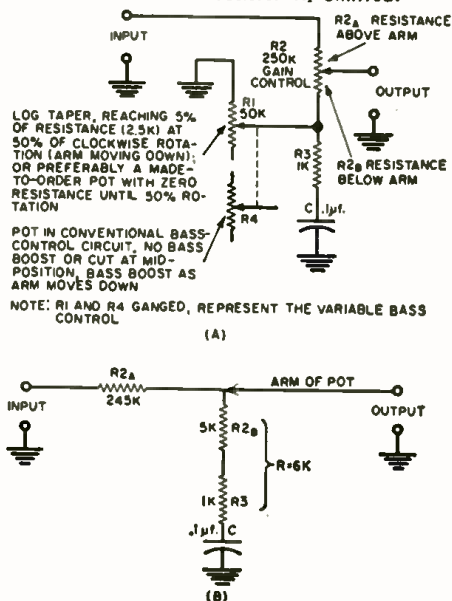 INPUT
R2A RESISTANCE
ABOVE ARM
R2
250K
GAIN
CONTROL
OUTPUT
R1
50K
LOG TAPER, REACHING 5%
OF RESISTANCE (2.5K) AT
50% OF CLOCKWISE ROTA-
TION (ARM MOVING DOWN);
OR PREFERABLY A MADE-
TO-ORDER POT WITH ZERO
RESISTANCE UNTIL 50% RO-
TATION
R3
1K
R2B RESISTANCE
BELOW ARM
C .1μf.
R4
POT IN CONVENTIONAL BASS-
CONTROL CIRCUIT, NO BASS
BOOST OR CUT AT MID-
POSITION, BASS BOOST AS
ARM MOVES DOWN
NOTE: R1 AND R4 GANGED, REPRESENT THE VARIABLE BASS
CONTROL
(A)
R2A
245K
ARM OF POT
INPUT
OUTPUT
5K R2B
R=6K
1K R3
.1μf. C
(B)